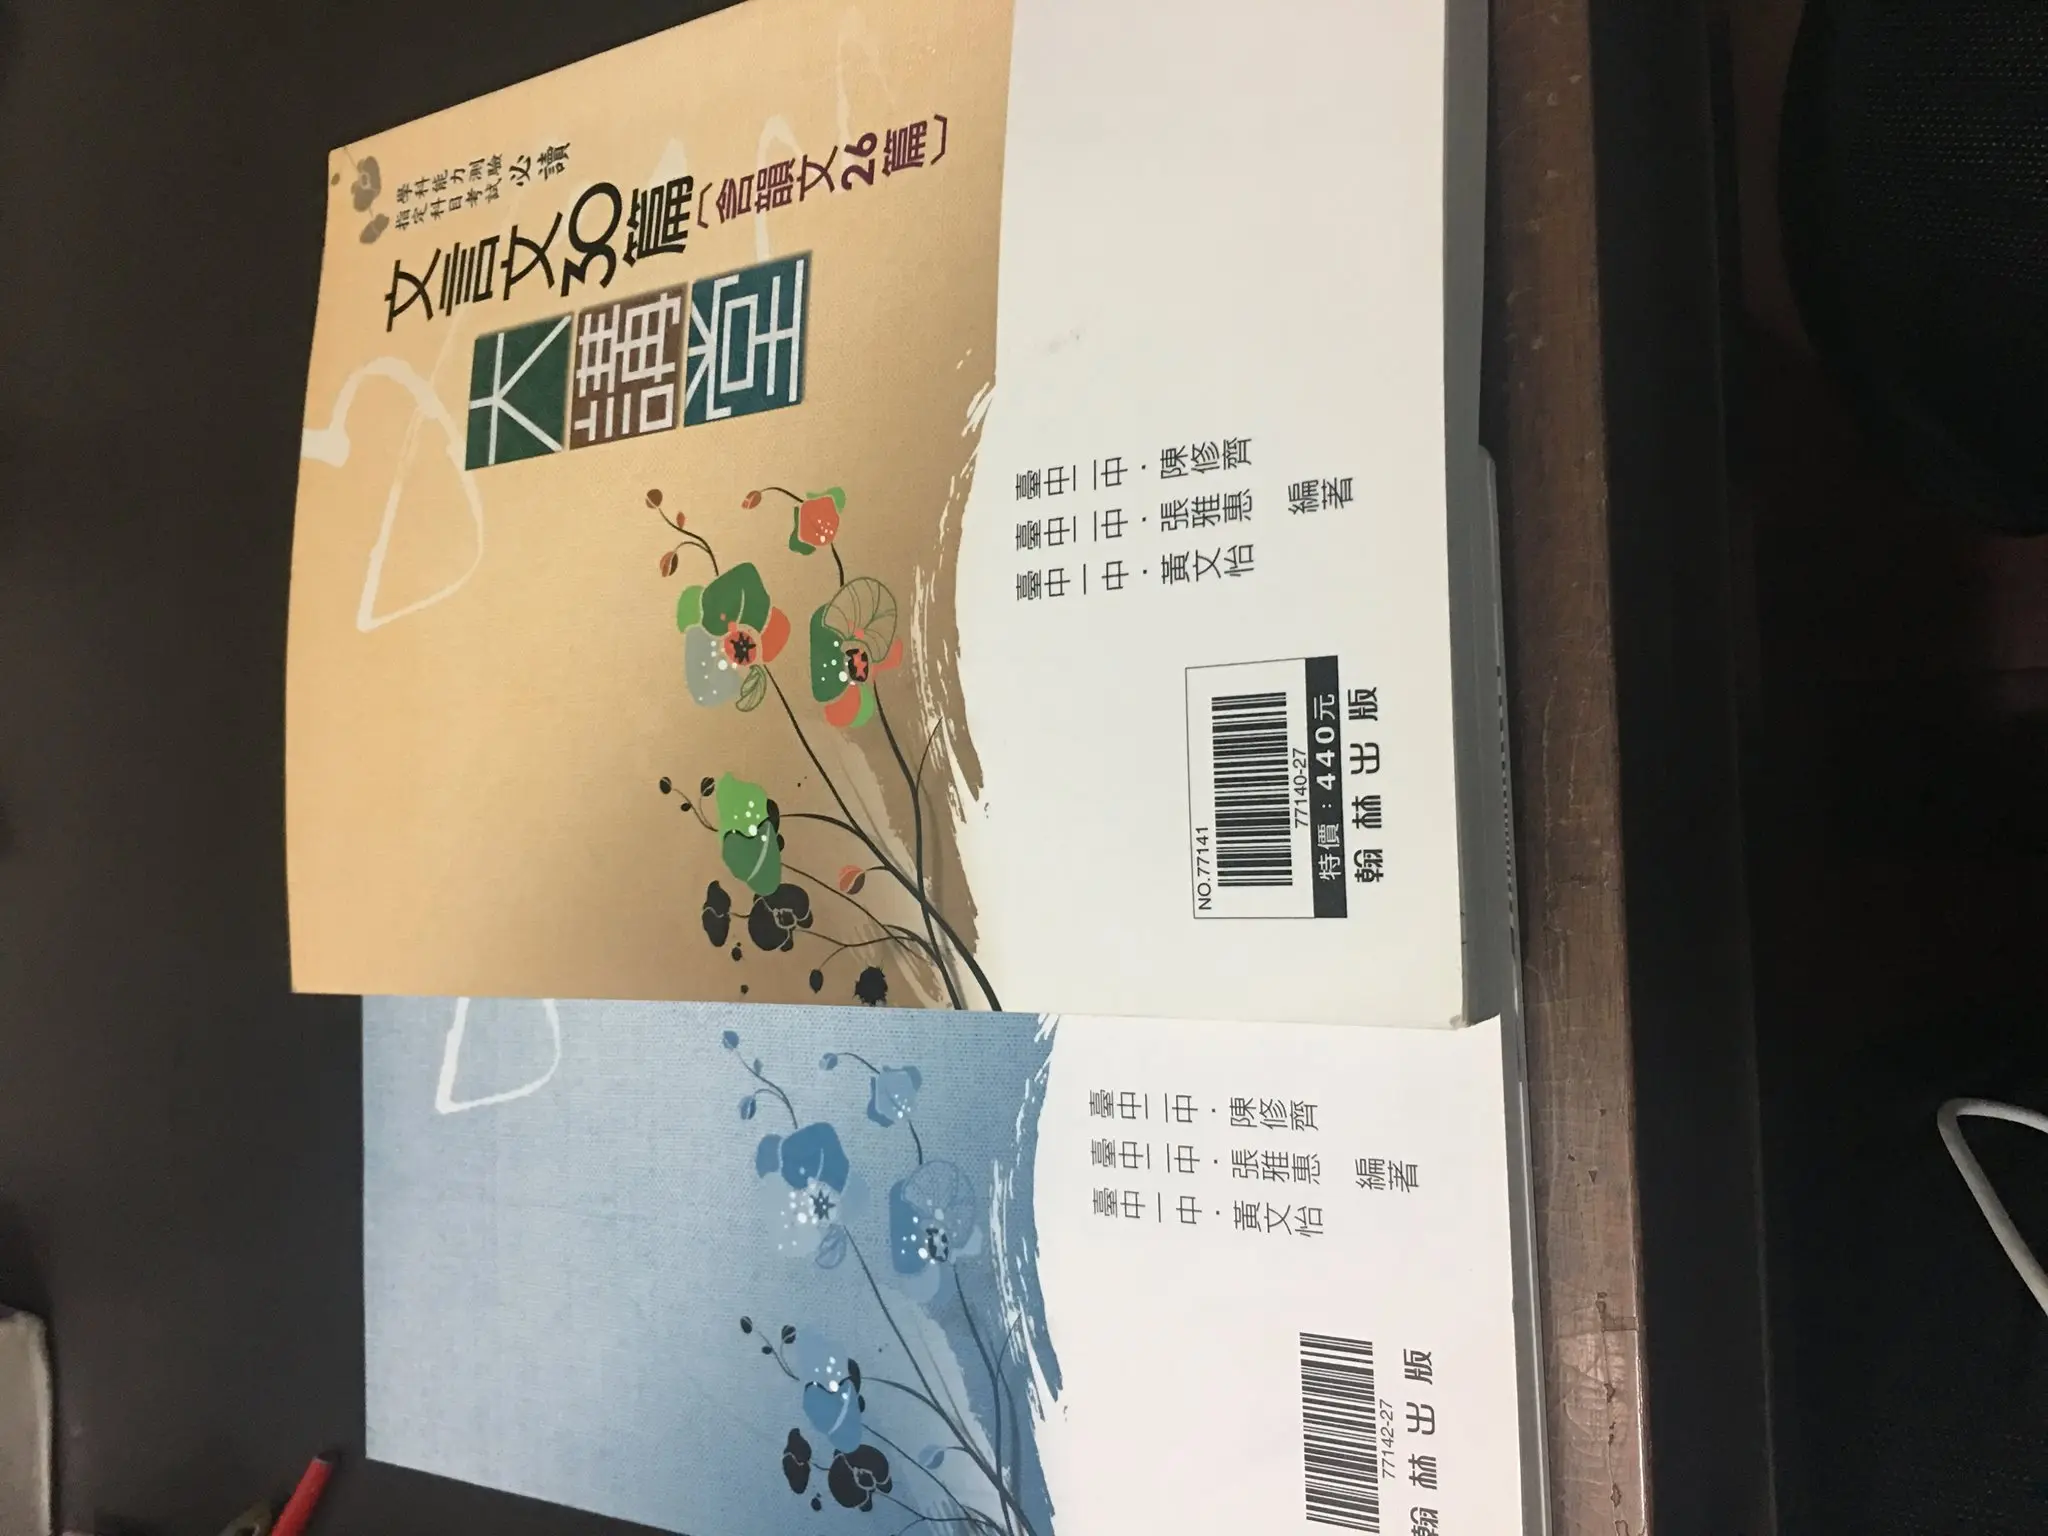 學科能力測驗
指定科目考試
必讀
文言文30篇
〔含韻文26篇〕
大講堂
臺中一中．陳修齊
臺中二中．張雅惠
臺中一中．黃文怡
編著
NO.77141
77140-27
特價：440元
翰林出版
臺中一中．陳修齊
臺中二中．張雅惠
臺中一中．黃文怡
編著
77142-27
翰林出版